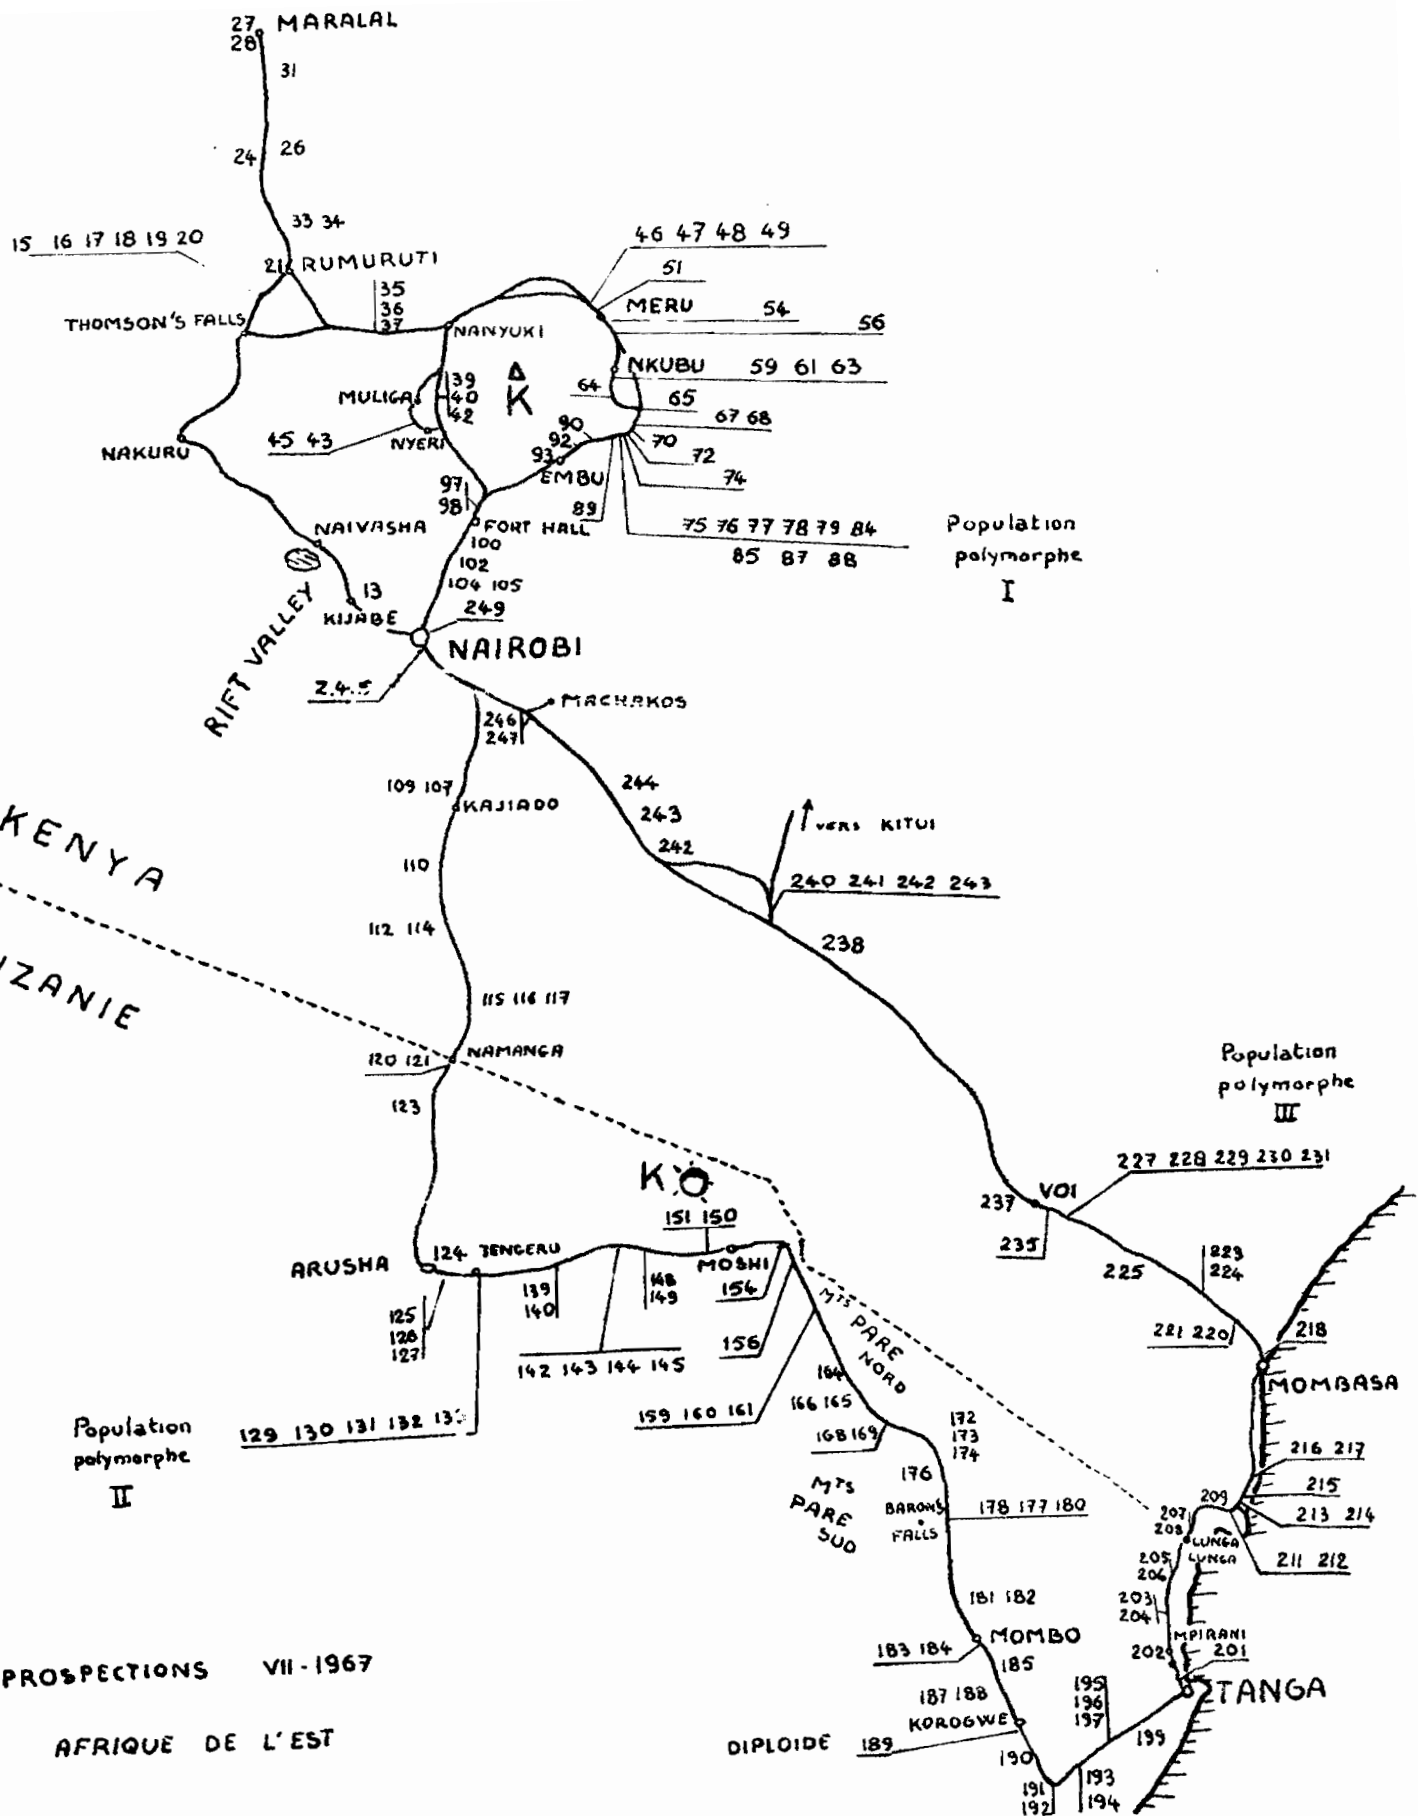 27 MARALAL
28
31
24 26
33 34
15 16 17 18 19 20
21 RUMURUTI
46 47 48 49
51
35
36
37
THOMSON'S FALLS
NANYUKI
MERU 54
56
NKUBU 59 61 63
K
39
40
42
MULIGA
NYERI
45 43
64
65
67 68
70
72
74
90
92
93
EMBU
89
NAKURU
97
98
FORT HALL
75 76 77 78 79 84
85 87 88
Population
polymorphe
I
NAIVASHA
100
102
104 105
13
KIJABE
249
RIFT VALLEY
NAIROBI
2.4.5
MACHAKOS
246
247
109 107
KAJIADO
244
243
242
VERS KITUI
240 241 242 243
KENYA
110
112 114
238
ZANIE
115 116 117
NAMANGA
120 121
123
Population
polymorphe
III
227 228 229 230 231
237 VOI
235
K
151 150
ARUSHA
124 TENGERU
MOSHI
154
156
125
126
127
139
140
148
149
142 143 144 145
129 130 131 132
159 160 161
Population
polymorphe
II
MTS
PARE
NORD
164
166 165
168 169
172
173
174
176
MTS
PARE
SUD
BARONS
FALLS
178 177 180
225
223
224
221 220
218
MOMBASA
216 217
215
213 214
211 212
209
207
208
LUNGA
LUNGA
205
206
203
204
MPIRANI
202
201
TANGA
181 182
MOMBO
183 184
185
187 188
KOROGWE
DIPLOIDE 189
190
191
192
193
194
195
196
197
199
PROSPECTIONS VII-1967
AFRIQUE DE L'EST